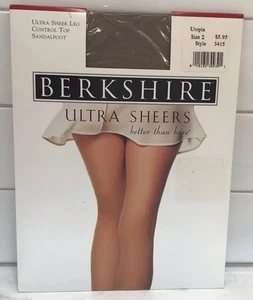 ULTRA SHEER LEG
CONTROL TOP
SANDALFOOT
Utopia
Size 2 $5.95
Style 3415
BERKSHIRE
ULTRA SHEERS
better than bare